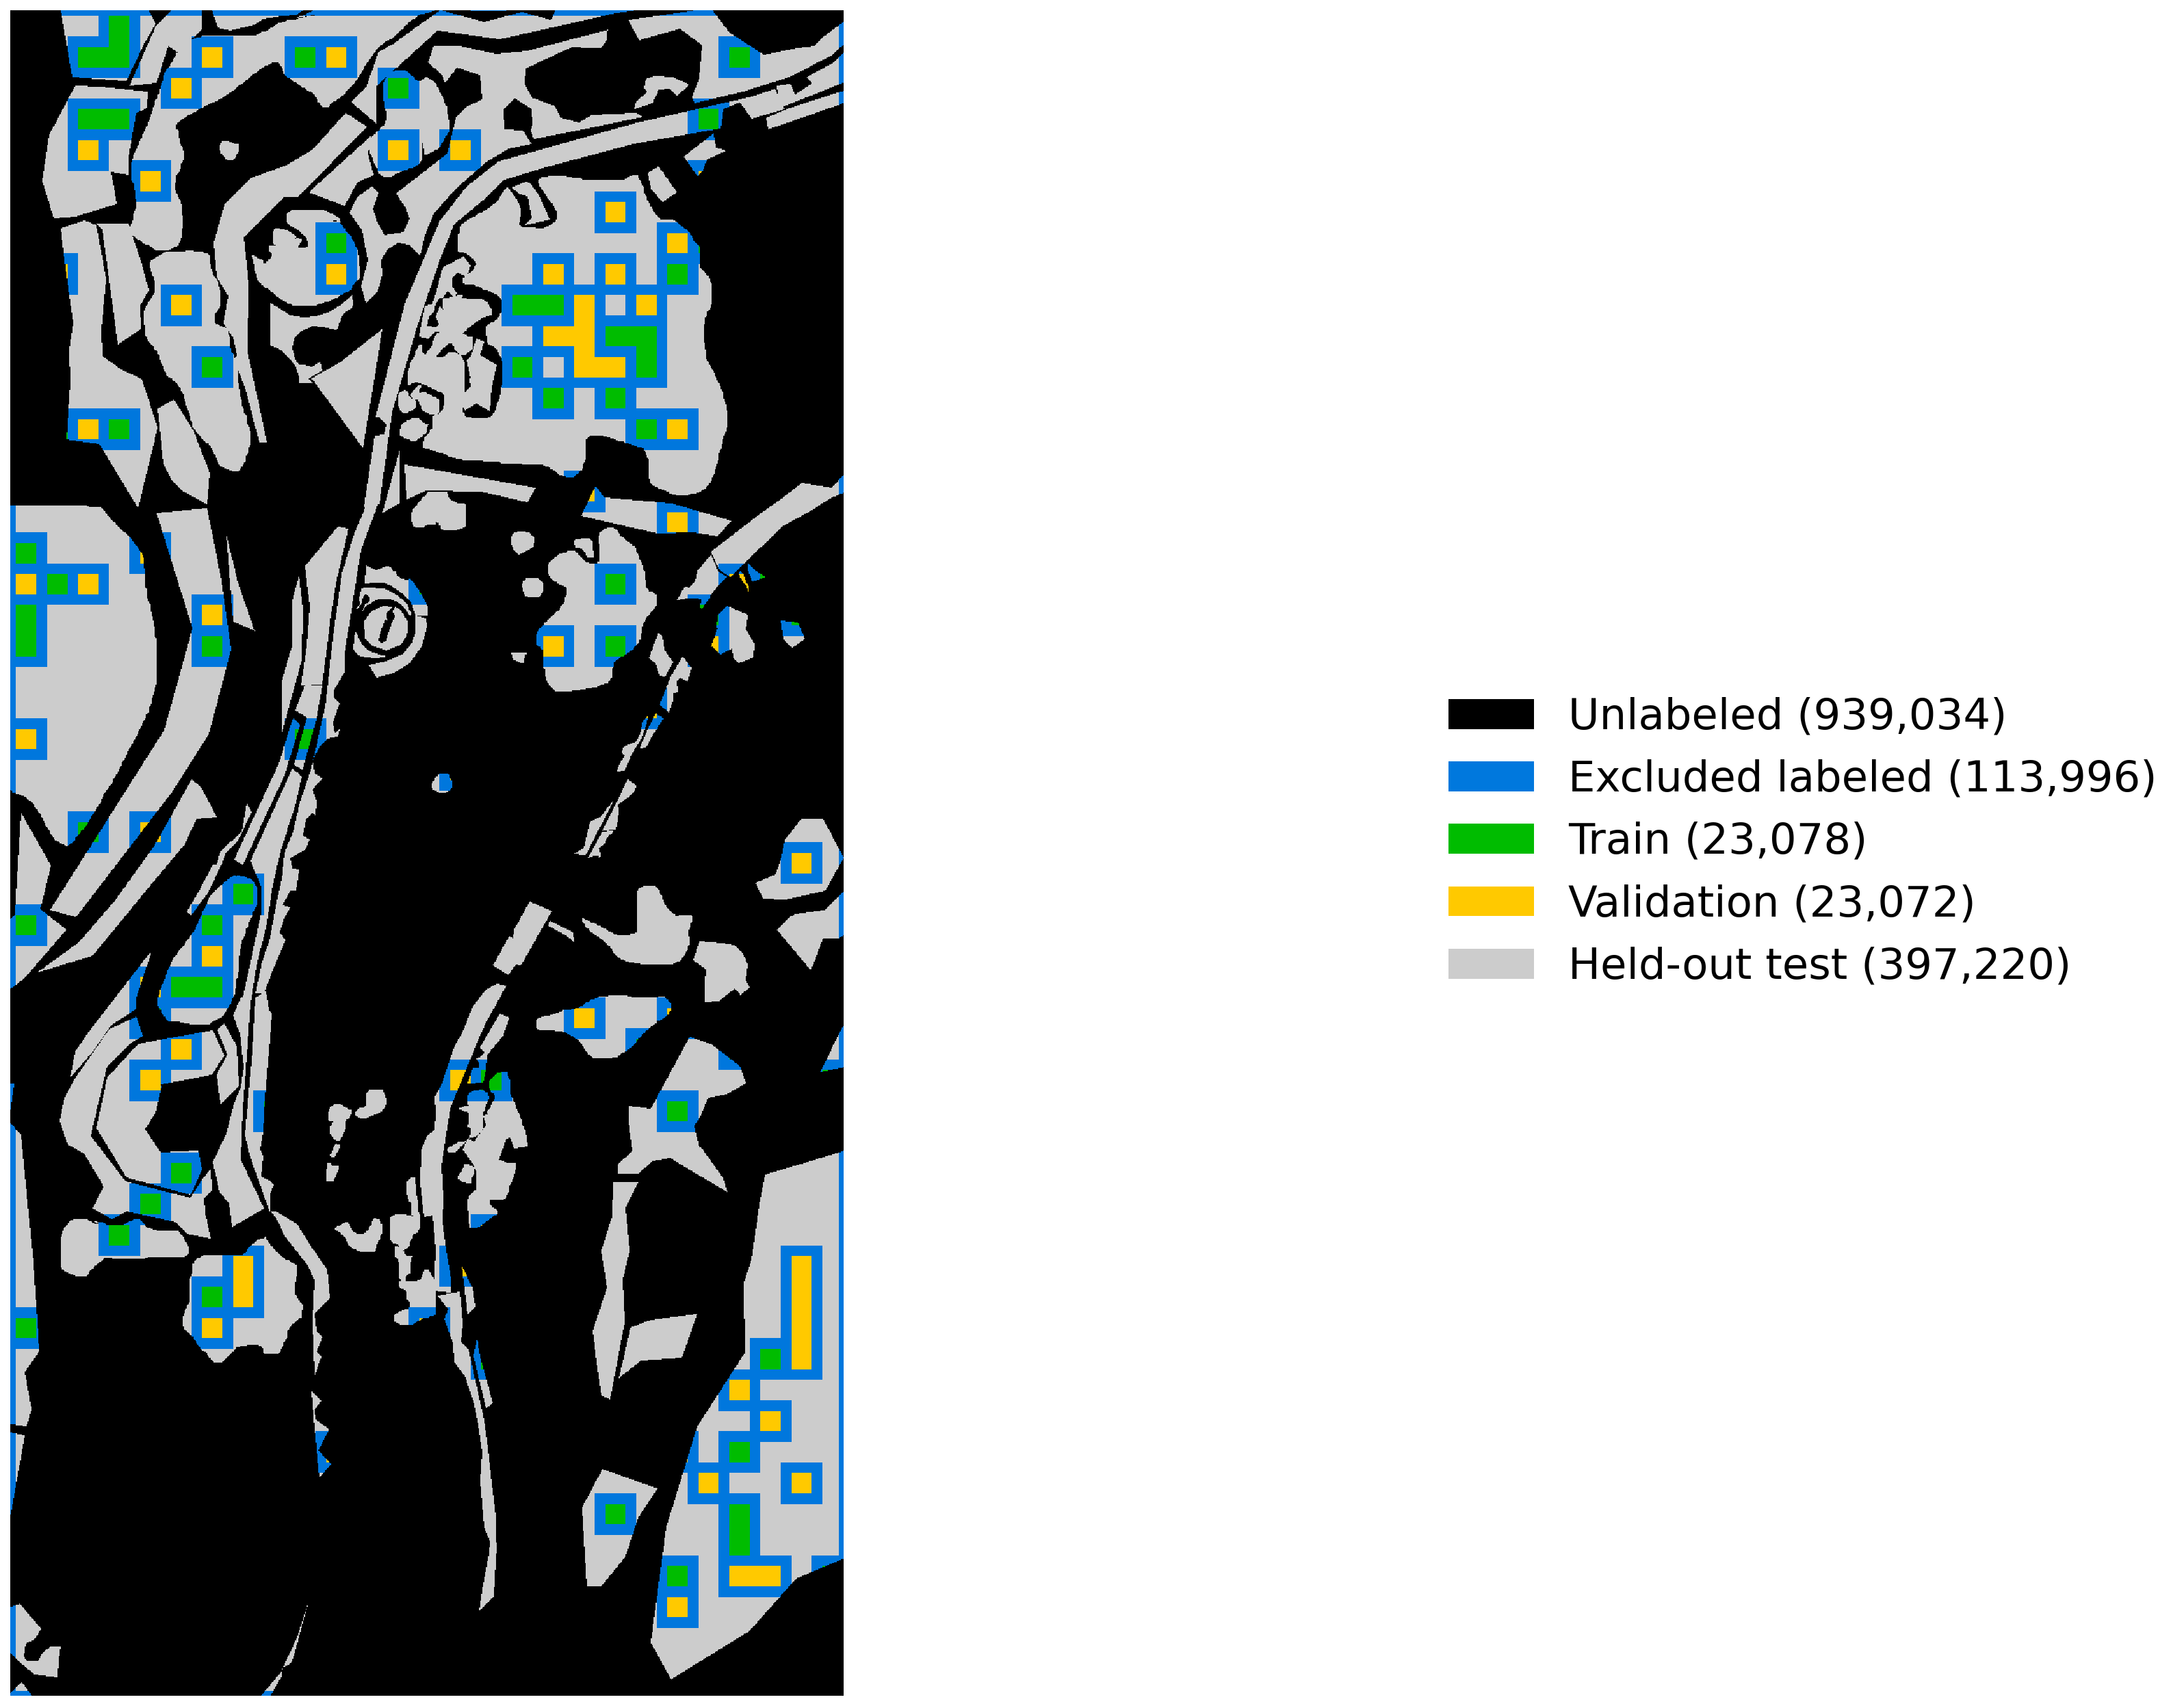 Unlabeled (939,034)
Excluded labeled (113,996)
Train (23,078)
Validation (23,072)
Held-out test (397,220)